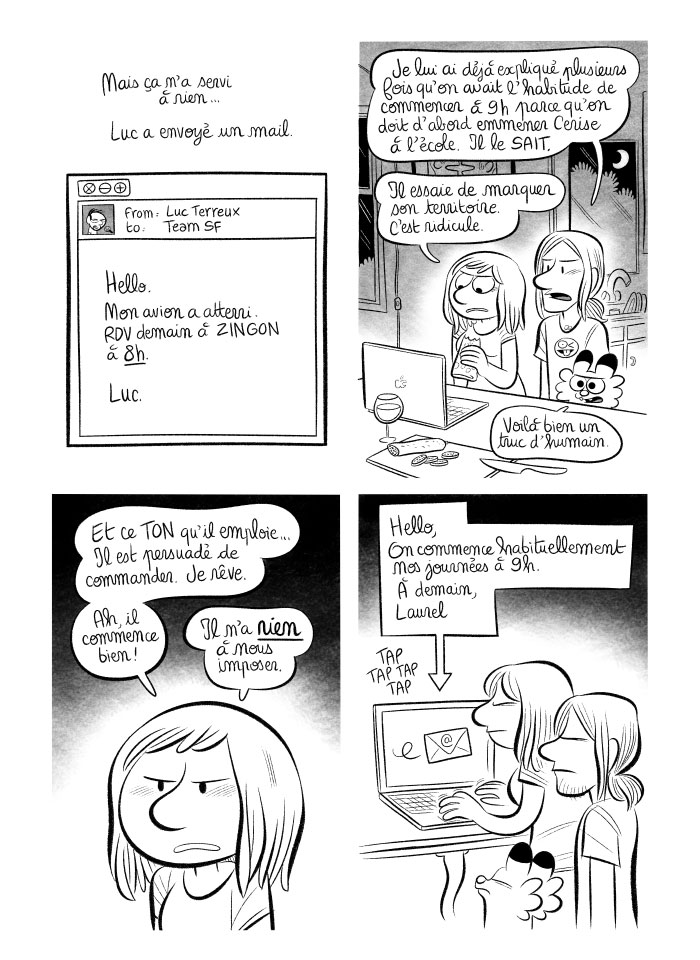 Mais ça m'a servi
à rien...
Luc a envoyé un mail.
From: Luc Terreux
to: Team SF
Hello.
Mon avion a atterri.
RDV demain à ZINGON
à 8h.
Luc.
Je lui ai déjà expliqué plusieurs
fois qu'on avait l'habitude de
commencer à 9h parce qu'on
doit d'abord emmener Cerise
à l'école. Il le SAIT.
Il essaie de marquer
son territoire.
C'est ridicule.
Voilà bien un
truc d'humain.
Et ce TON qu'il emploie...
Il est persuadé de
commander. Je rêve.
Ah, il
commence
bien !
Il n'a rien
à nous
imposer.
Hello,
On commence habituellement
nos journées à 9h.
À demain,
Laurel
TAP
TAP TAP
TAP
@